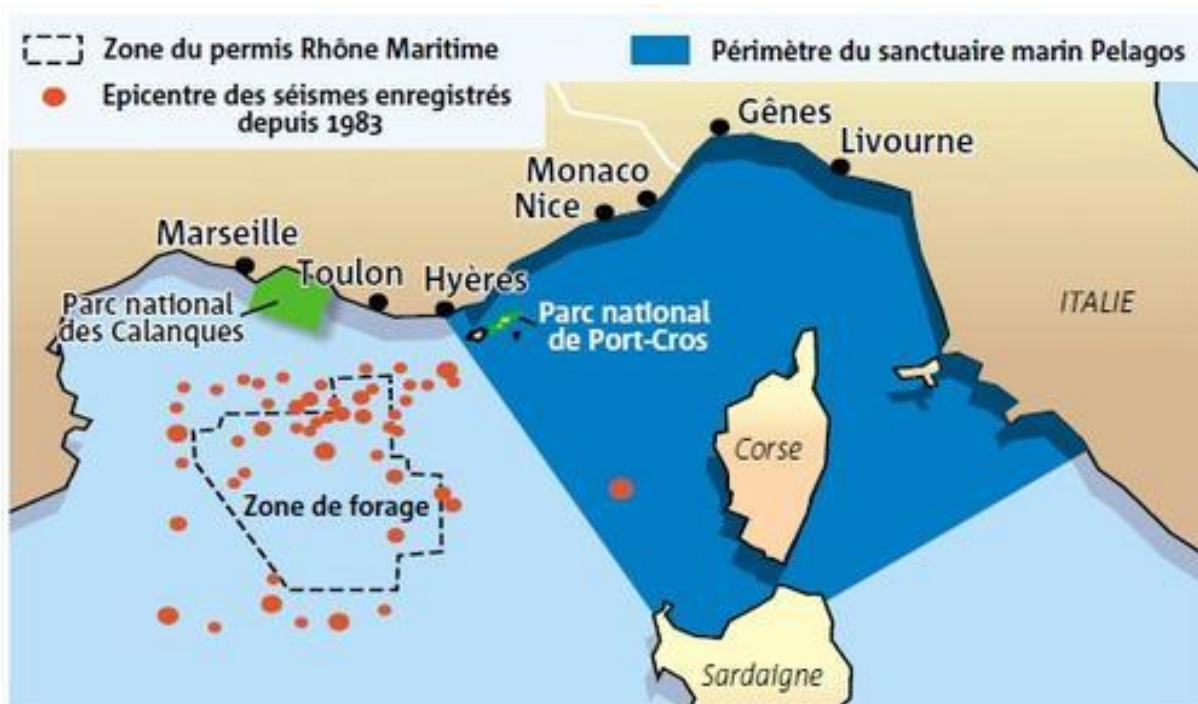 Zone du permis Rhône Maritime
Epicentre des séismes enregistrés
depuis 1983
Périmètre du sanctuaire marin Pelagos
Gênes
Livourne
Monaco
Nice
Marseille
Toulon
Hyères
Parc national
des Calanques
Parc national
de Port-Cros
ITALIE
Corse
Zone de forage
Sardaigne